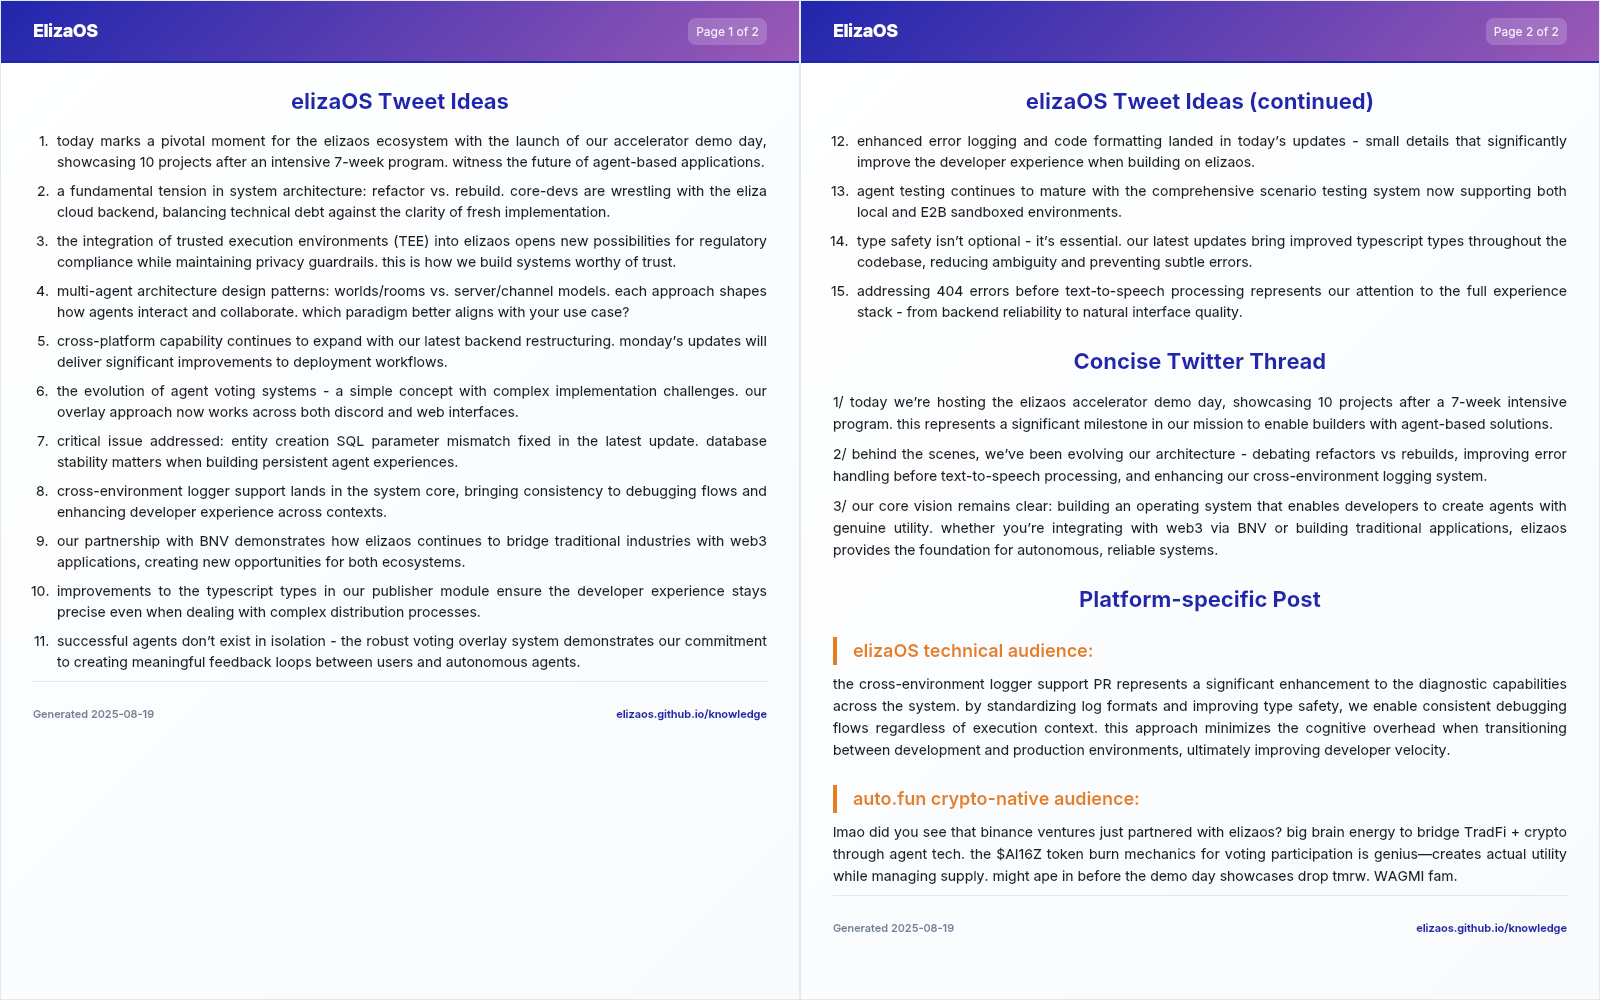 ElizaOS
Page 1 of 2
elizaOS Tweet Ideas
1. today marks a pivotal moment for the elizaos ecosystem with the launch of our accelerator demo day,
showcasing 10 projects after an intensive 7-week program. witness the future of agent-based applications.
2. a fundamental tension in system architecture: refactor vs. rebuild. core-devs are wrestling with the eliza
cloud backend, balancing technical debt against the clarity of fresh implementation.
3. the integration of trusted execution environments (TEE) into elizaos opens new possibilities for regulatory
compliance while maintaining privacy guardrails. this is how we build systems worthy of trust.
4. multi-agent architecture design patterns: worlds/rooms vs. server/channel models. each approach shapes
how agents interact and collaborate. which paradigm better aligns with your use case?
5. cross-platform capability continues to expand with our latest backend restructuring. monday’s updates will
deliver significant improvements to deployment workflows.
6. the evolution of agent voting systems - a simple concept with complex implementation challenges. our
overlay approach now works across both discord and web interfaces.
7. critical issue addressed: entity creation SQL parameter mismatch fixed in the latest update. database
stability matters when building persistent agent experiences.
8. cross-environment logger support lands in the system core, bringing consistency to debugging flows and
enhancing developer experience across contexts.
9. our partnership with BNV demonstrates how elizaos continues to bridge traditional industries with web3
applications, creating new opportunities for both ecosystems.
10. improvements to the typescript types in our publisher module ensure the developer experience stays
precise even when dealing with complex distribution processes.
11. successful agents don’t exist in isolation - the robust voting overlay system demonstrates our commitment
to creating meaningful feedback loops between users and autonomous agents.
Generated 2025-08-19
elizaos.github.io/knowledge
ElizaOS
Page 2 of 2
elizaOS Tweet Ideas (continued)
12. enhanced error logging and code formatting landed in today’s updates - small details that significantly
improve the developer experience when building on elizaos.
13. agent testing continues to mature with the comprehensive scenario testing system now supporting both
local and E2B sandboxed environments.
14. type safety isn’t optional - it’s essential. our latest updates bring improved typescript types throughout the
codebase, reducing ambiguity and preventing subtle errors.
15. addressing 404 errors before text-to-speech processing represents our attention to the full experience
stack - from backend reliability to natural interface quality.
Concise Twitter Thread
1/ today we’re hosting the elizaos accelerator demo day, showcasing 10 projects after a 7-week intensive
program. this represents a significant milestone in our mission to enable builders with agent-based solutions.
2/ behind the scenes, we’ve been evolving our architecture - debating refactors vs rebuilds, improving error
handling before text-to-speech processing, and enhancing our cross-environment logging system.
3/ our core vision remains clear: building an operating system that enables developers to create agents with
genuine utility. whether you’re integrating with web3 via BNV or building traditional applications, elizaos
provides the foundation for autonomous, reliable systems.
Platform-specific Post
elizaOS technical audience:
the cross-environment logger support PR represents a significant enhancement to the diagnostic capabilities
across the system. by standardizing log formats and improving type safety, we enable consistent debugging
flows regardless of execution context. this approach minimizes the cognitive overhead when transitioning
between development and production environments, ultimately improving developer velocity.
auto.fun crypto-native audience:
lmao did you see that binance ventures just partnered with elizaos? big brain energy to bridge TradFi + crypto
through agent tech. the $AI16Z token burn mechanics for voting participation is genius—creates actual utility
while managing supply. might ape in before the demo day showcases drop tmrw. WAGMI fam.
Generated 2025-08-19
elizaos.github.io/knowledge